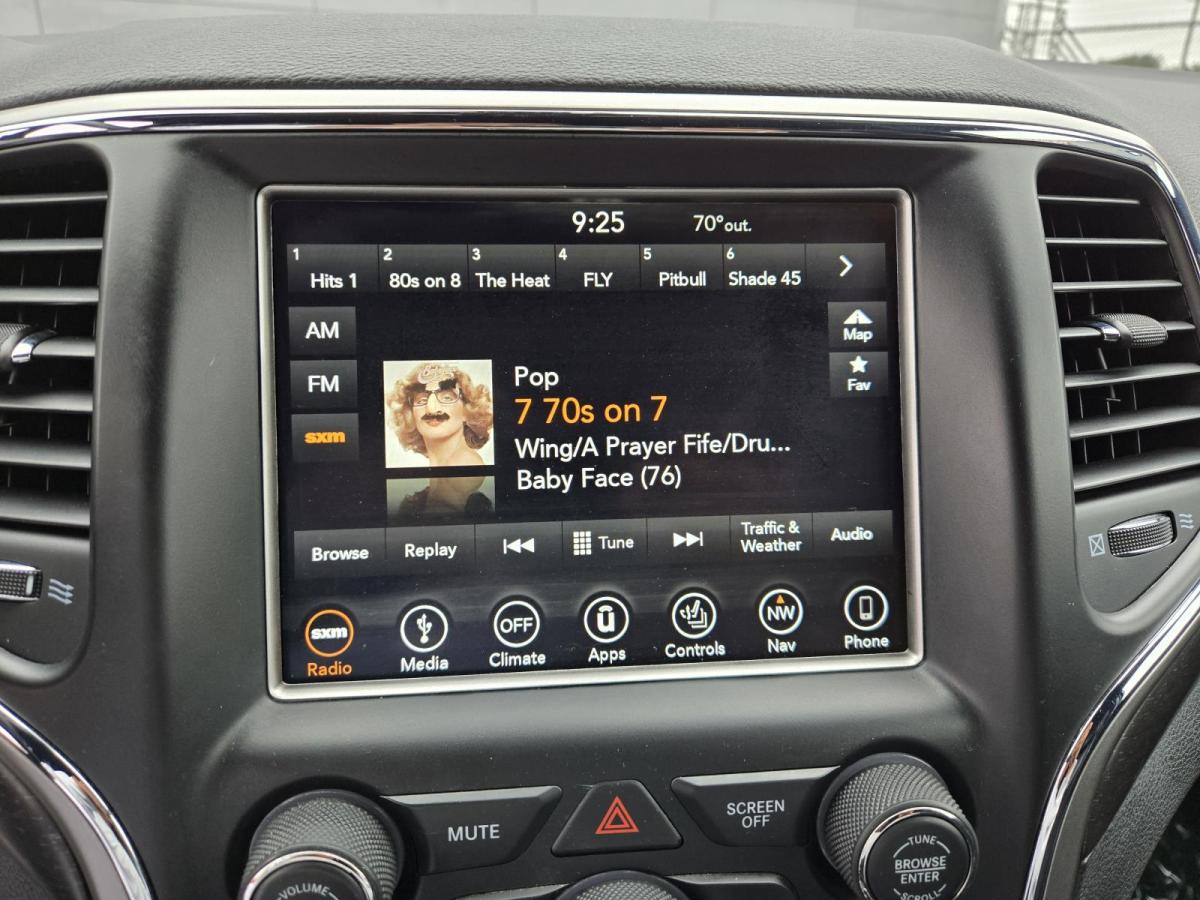 9:25 70° out.
1 2 3 4 5 6
Hits 1 80s on 8 The Heat FLY Pitbull Shade 45
AM
Map
FM
Fav
sxm
Pop
7 70s on 7
Wing/A Prayer Fife/Dru...
Baby Face (76)
Browse Replay Tune Traffic & Weather Audio
sxm OFF NW
Radio Media Climate Apps Controls Nav Phone
MUTE
SCREEN
OFF
VOLUME
TUNE
BROWSE
ENTER
SCROLL